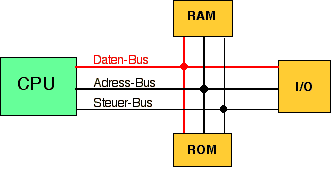 RAM
Daten-Bus
CPU
Adress-Bus
I/O
Steuer-Bus
ROM